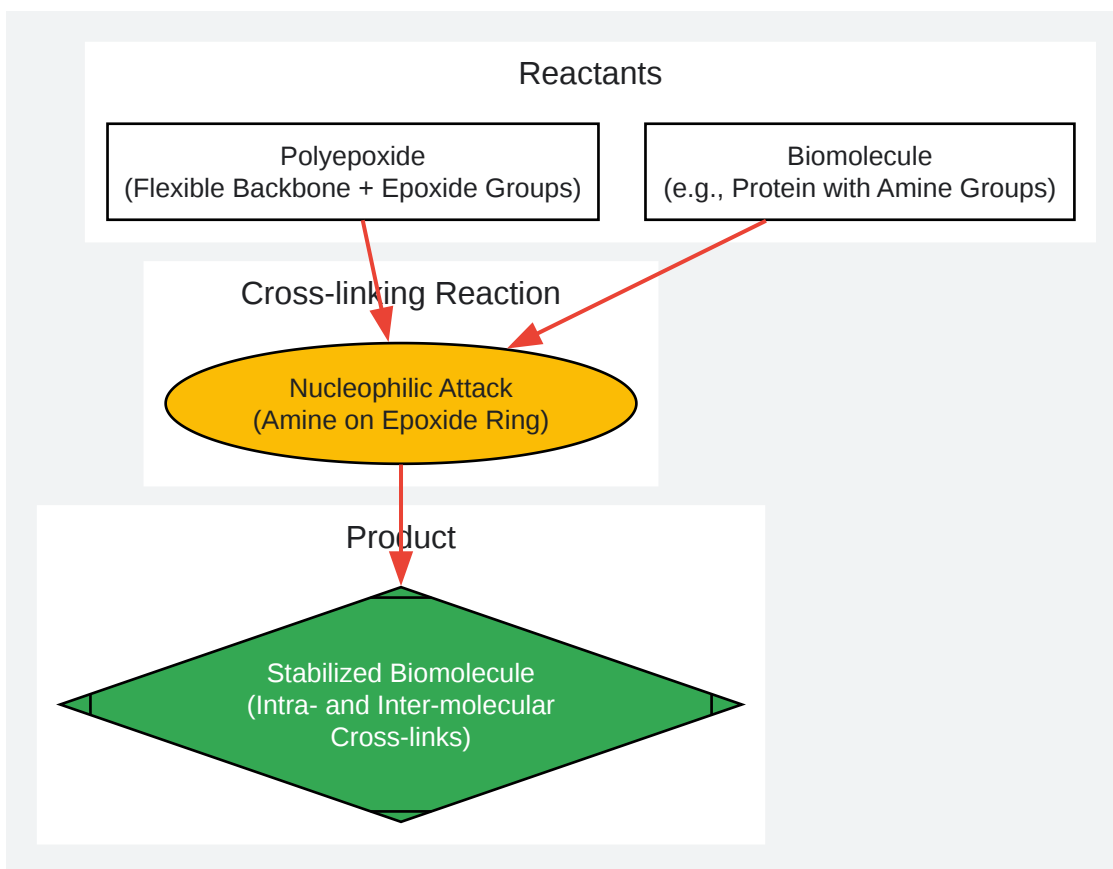 Reactants
Polyepoxide
(Flexible Backbone + Epoxide Groups)
Biomolecule
(e.g., Protein with Amine Groups)
Cross-linking Reaction
Nucleophilic Attack
(Amine on Epoxide Ring)
Product
Stabilized Biomolecule
(Intra- and Inter-molecular
Cross-links)